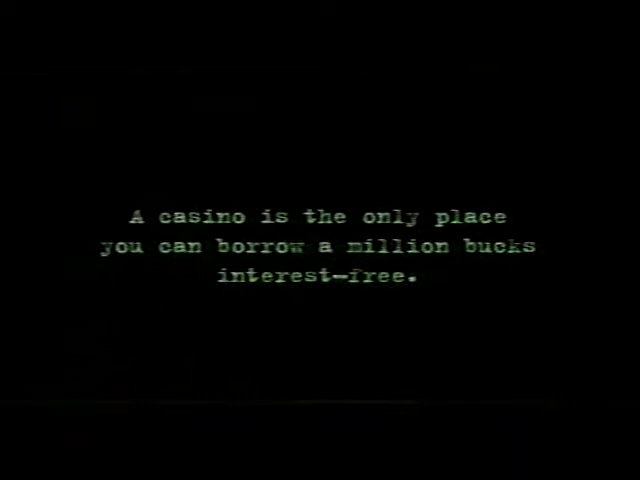 A casino is the only place
you can borrow a million bucks
interest-free.